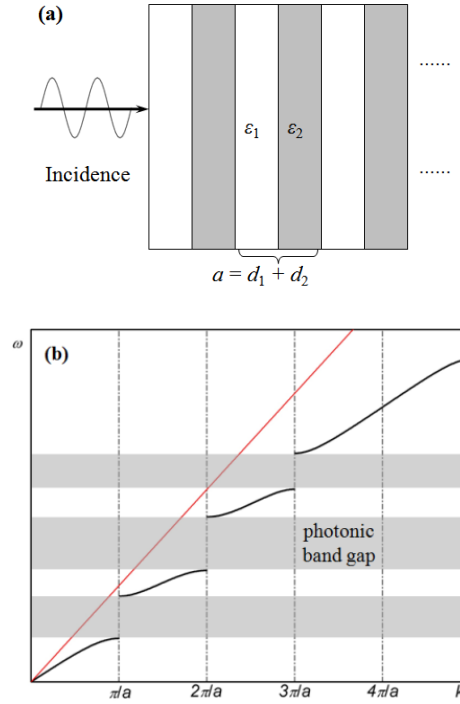 (a)
......
ε₁
ε₂
Incidence
......
a = d₁ + d₂
ω
(b)
photonic
band gap
π/a
2π/a
3π/a
4π/a
k